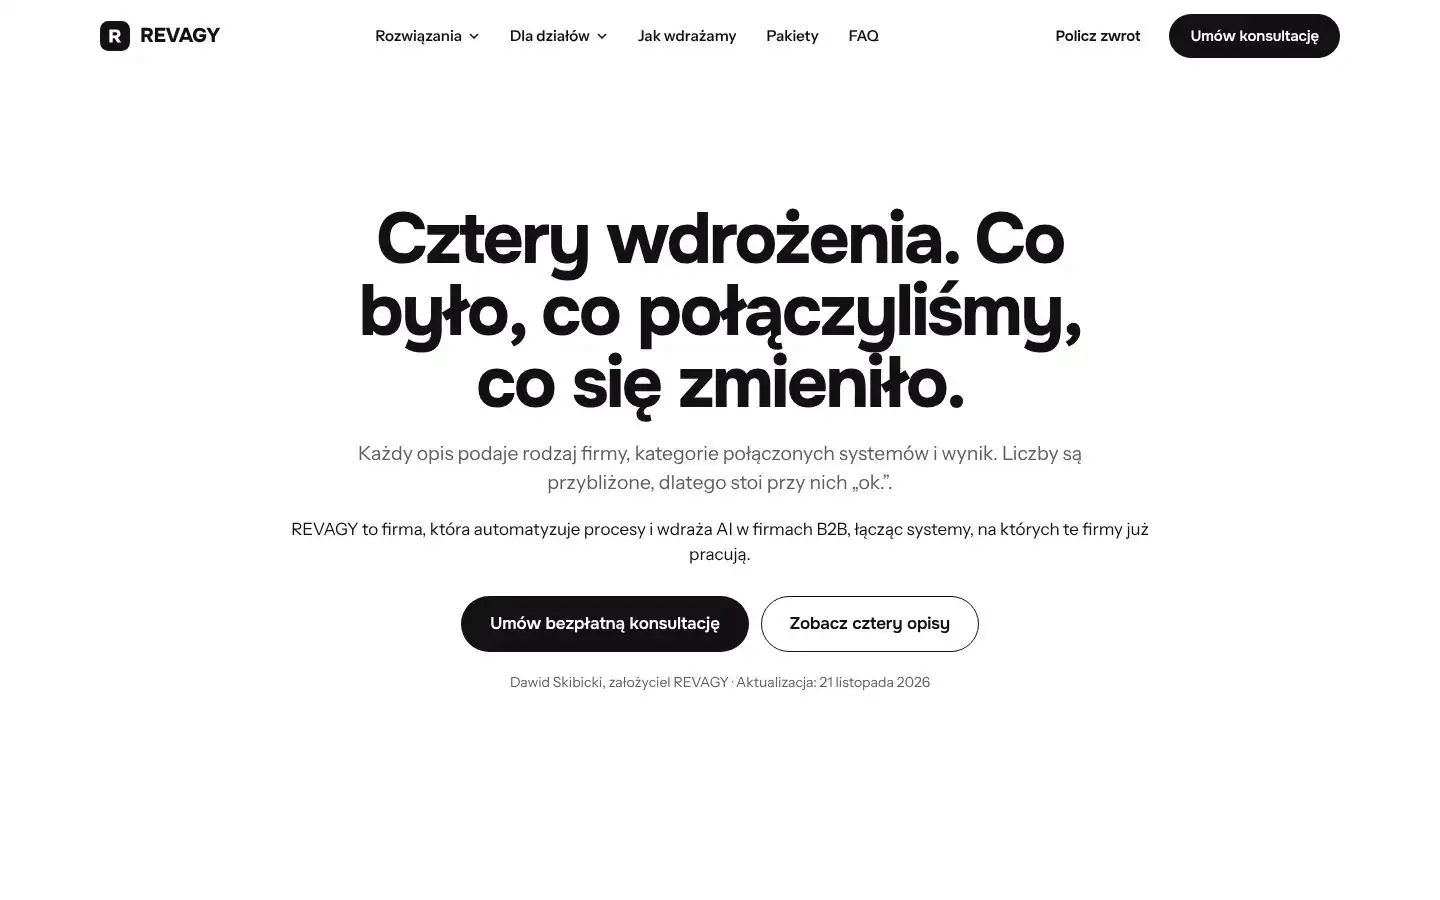 R REVAGY
Rozwiązania
Dla działów
Jak wdrażamy
Pakiety
FAQ
Policz zwrot
Umów konsultację
Cztery wdrożenia. Co
było, co połączyliśmy,
co się zmieniło.
Każdy opis podaje rodzaj firmy, kategorie połączonych systemów i wynik. Liczby są
przybliżone, dlatego stoi przy nich „ok.”.
REVAGY to firma, która automatyzuje procesy i wdraża AI w firmach B2B, łącząc systemy, na których te firmy już
pracują.
Umów bezpłatną konsultację
Zobacz cztery opisy
Dawid Skibicki, założyciel REVAGY · Aktualizacja: 21 listopada 2026